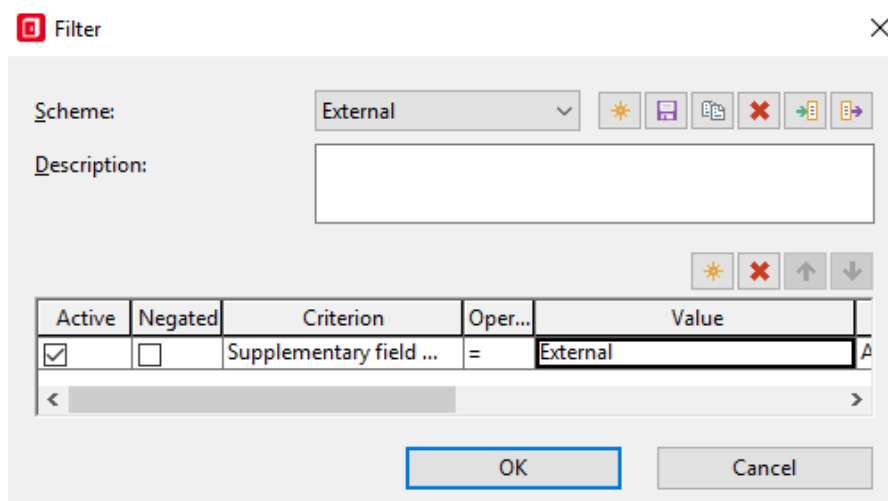 Filter
Scheme: External
Description:
Active Negated Criterion Oper... Value
Supplementary field ... = External A
OK Cancel